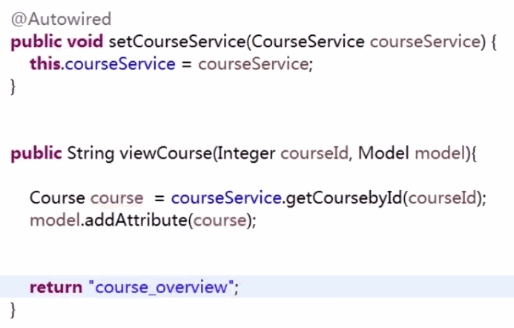 @Autowired
public void setCourseService(CourseService courseService) {
this.courseService = courseService;
}
public String viewCourse(Integer courseId, Model model){
Course course = courseService.getCoursebyId(courseId);
model.addAttribute(course);
return "course_overview";
}